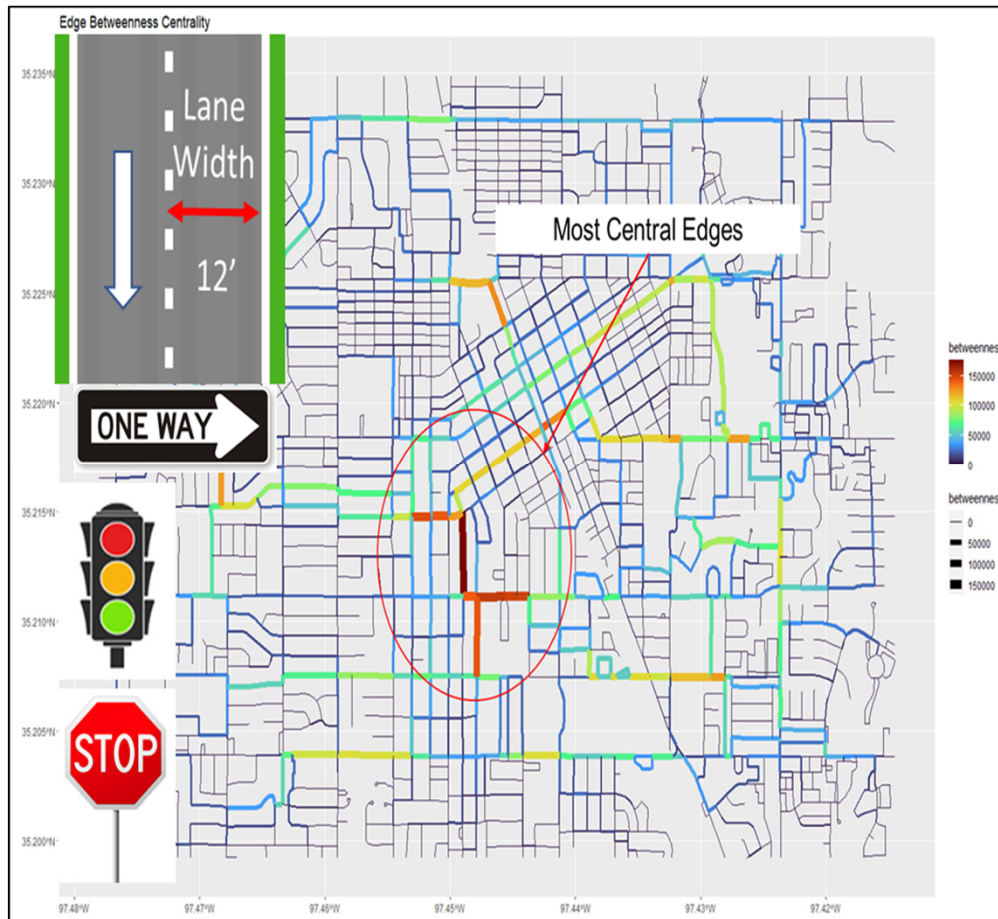 Edge Betweenness Centrality
Lane
Width
12'
ONE WAY
STOP
Most Central Edges
35.235°N
35.230°N
35.225°N
35.220°N
35.215°N
35.210°N
35.205°N
35.200°N
97.48°W
97.47°W
97.46°W
97.45°W
97.44°W
97.43°W
97.42°W
betweennes
150000
100000
50000
0
betweennes
0
50000
100000
150000